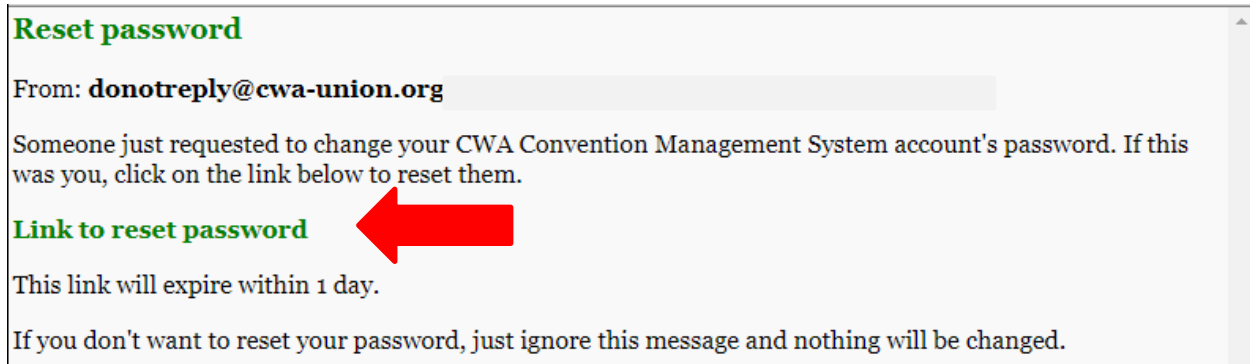 Reset password
From: donotreply@cwa-union.org
Someone just requested to change your CWA Convention Management System account's password. If this
was you, click on the link below to reset them.
Link to reset password
This link will expire within 1 day.
If you don't want to reset your password, just ignore this message and nothing will be changed.